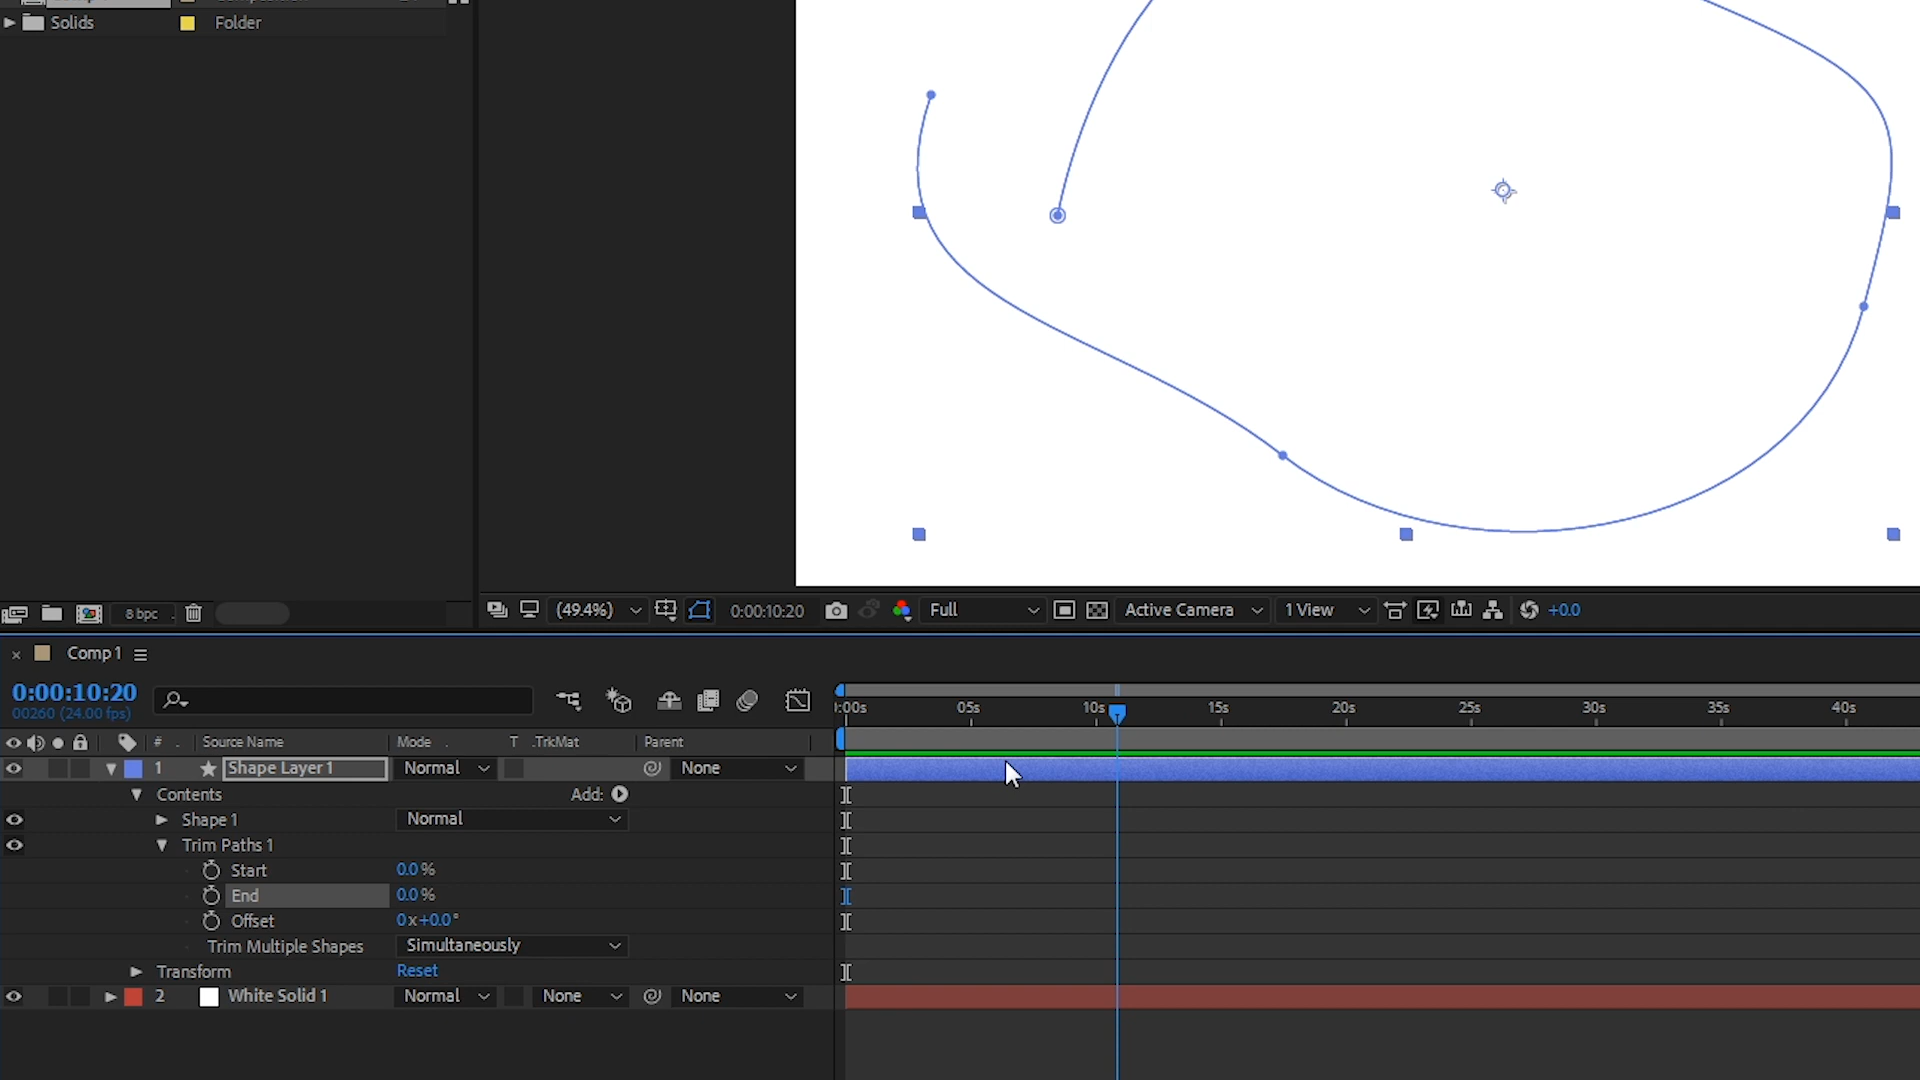 Solids Folder
8 bpc (49.4%) 0:00:10:20 Full Active Camera 1 View +0.0
× Comp 1
0:00:10:20
00260 (24.00 fps)
:00s 05s 10s 15s 20s 25s 30s 35s 40s
# Source Name Mode T .TrkMat Parent
1 Shape Layer 1 Normal None
Contents Add:
Shape 1 Normal
Trim Paths 1
Start 0.0 %
End 0.0 %
Offset 0x+0.0°
Trim Multiple Shapes Simultaneously
Transform Reset
2 White Solid 1 Normal None None